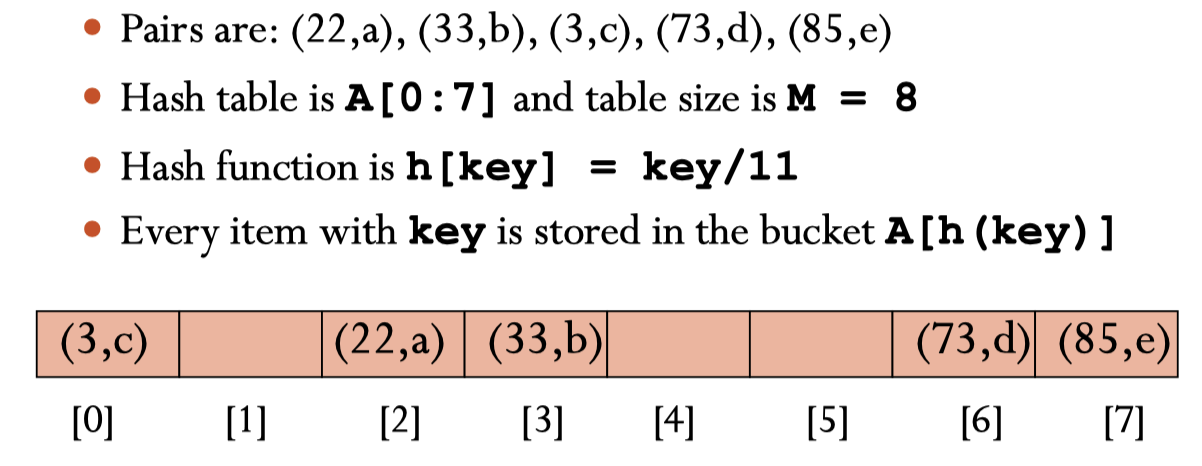 • Pairs are: (22,a), (33,b), (3,c), (73,d), (85,e)
• Hash table is A[0:7] and table size is M = 8
• Hash function is h[key] = key/11
• Every item with key is stored in the bucket A[h(key)]
(3,c) (22,a) (33,b) (73,d) (85,e)
[0] [1] [2] [3] [4] [5] [6] [7]